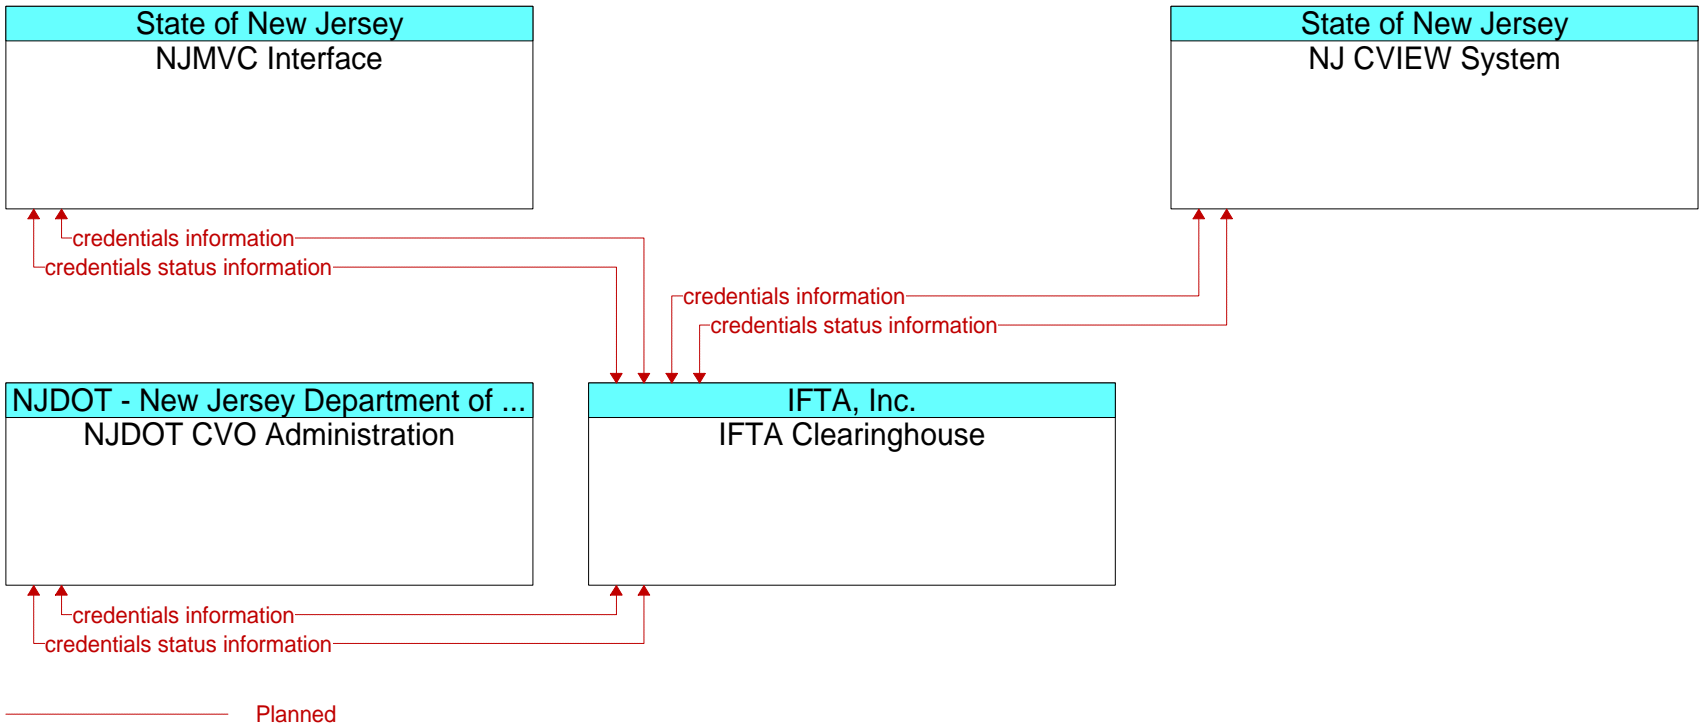 State of New Jersey
NJMVC Interface
State of New Jersey
NJ CVIEW System
credentials information
credentials status information
credentials information
credentials status information
NJDOT - New Jersey Department of ...
NJDOT CVO Administration
IFTA, Inc.
IFTA Clearinghouse
credentials information
credentials status information
Planned